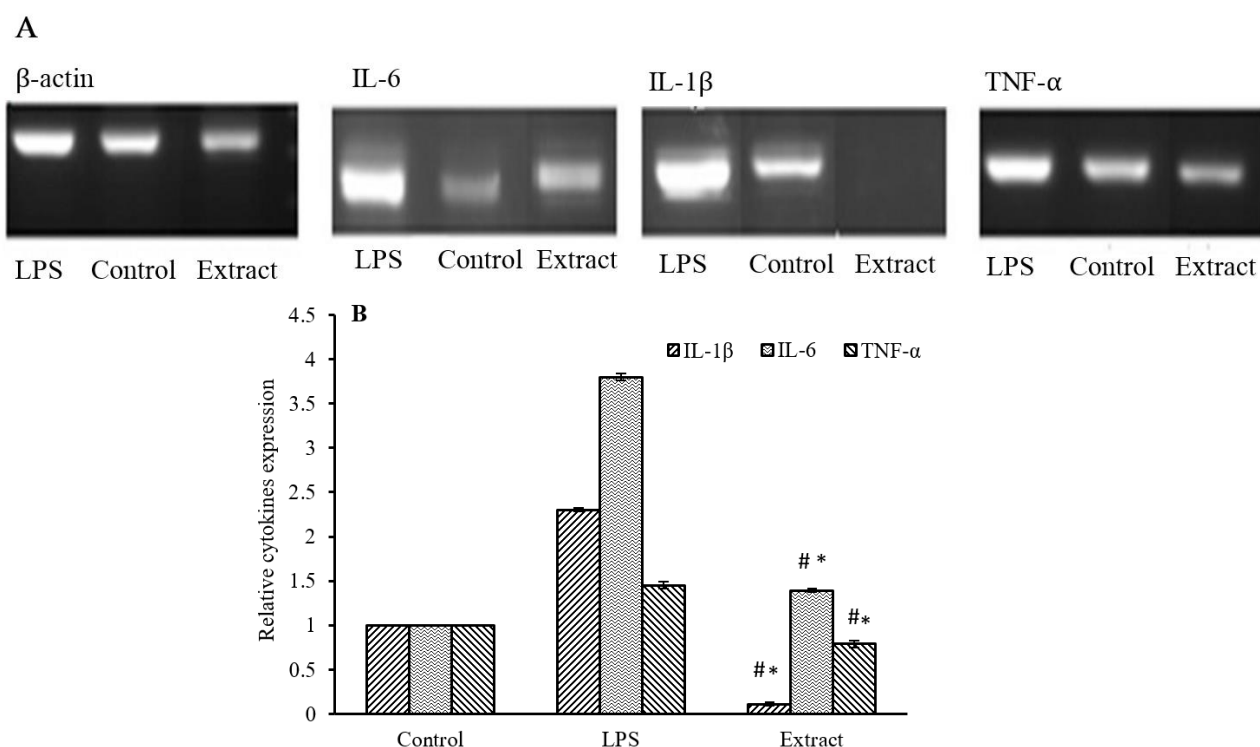 A
β-actin
IL-6
IL-1β
TNF-α
LPS Control Extract
LPS Control Extract
LPS Control Extract
LPS Control Extract
B
IL-1β IL-6 TNF-α
Relative cytokines expression
4.5
4
3.5
3
2.5
2
1.5
1
0.5
0
# *
#*
#*
Control LPS Extract